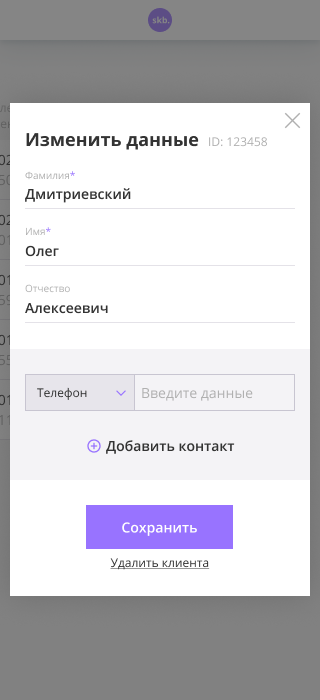 skb.
Изменить данные ID: 123458
Фамилия*
Дмитриевский
Имя*
Олег
Отчество
Алексеевич
Телефон Введите данные
Добавить контакт
Сохранить
Удалить клиента